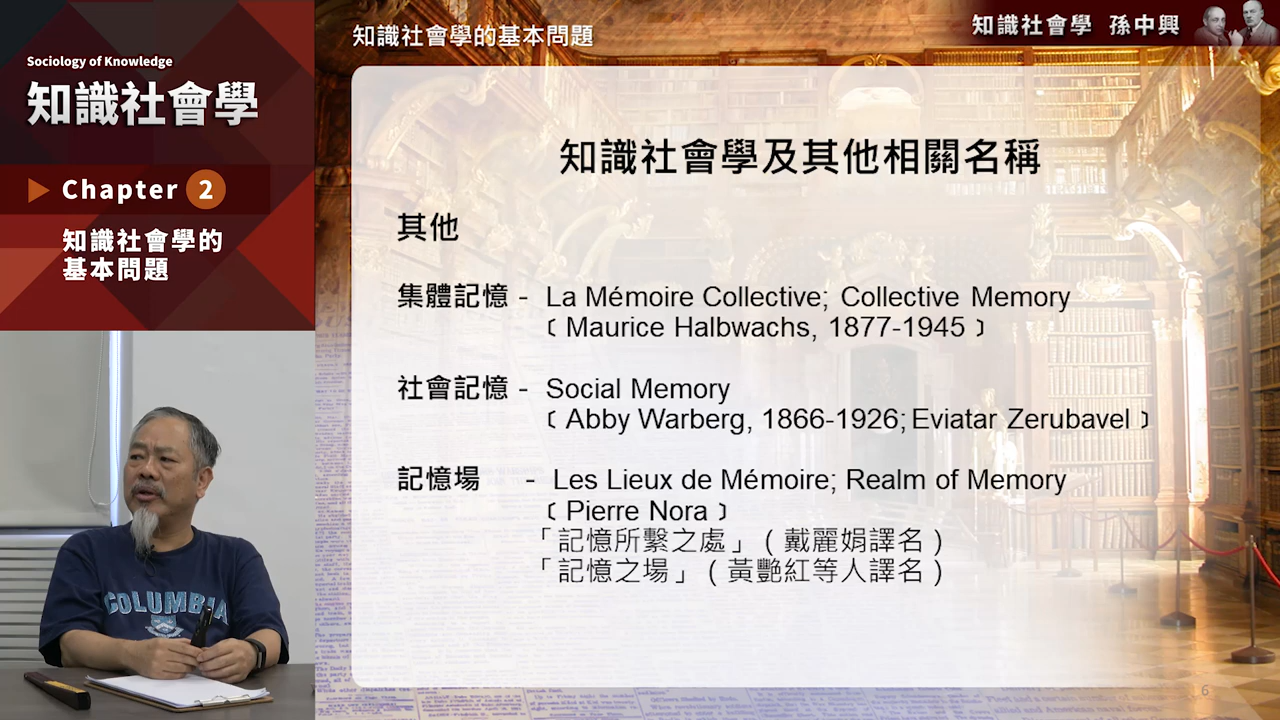 Sociology of Knowledge
知識社會學
Chapter 2
知識社會學的
基本問題
知識社會學的基本問題
知識社會學 孫中興
知識社會學及其他相關名稱
其他
集體記憶 - La Mémoire Collective; Collective Memory
﹝Maurice Halbwachs, 1877-1945﹞
社會記憶 - Social Memory
﹝Abby Warberg, 1866-1926; Eviatar Zerubavel﹞
記憶場 - Les Lieux de Mémoire; Realm of Memory
﹝Pierre Nora﹞
「記憶所繫之處」(戴麗娟譯名)
「記憶之場」(黃艷紅等人譯名)
COLUMBIA
6